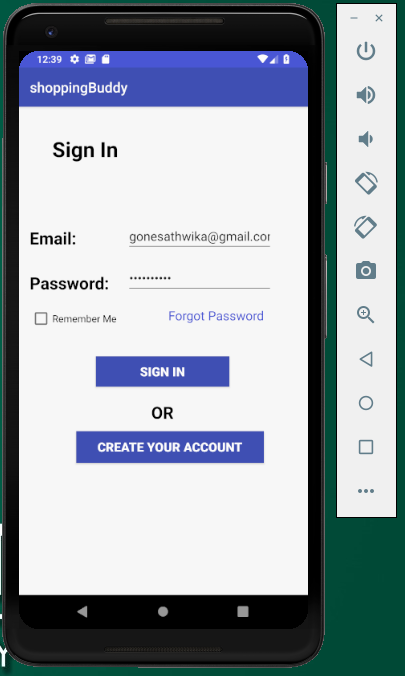 12:39
shoppingBuddy
Sign In
Email: gonesathwika@gmail.cor
Password: ••••••••••
Remember Me Forgot Password
SIGN IN
OR
CREATE YOUR ACCOUNT